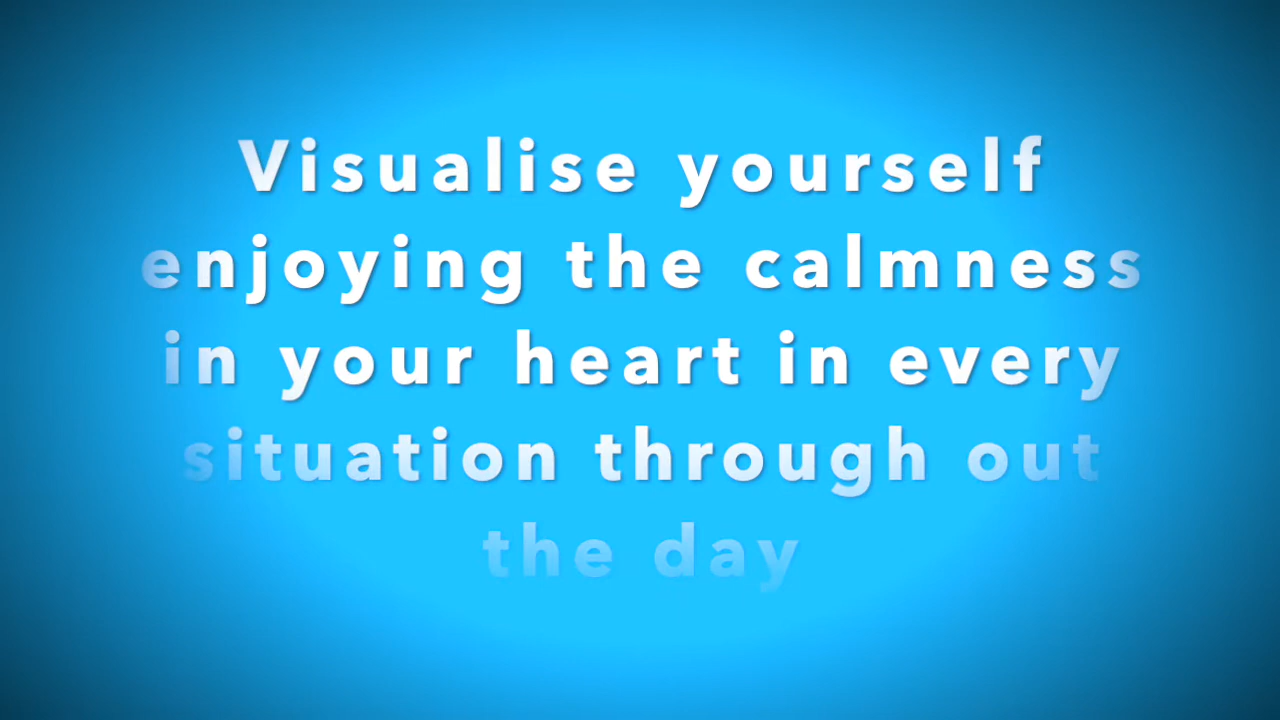 Visualise yourself
enjoying the calmness
in your heart in every
situation through out
the day